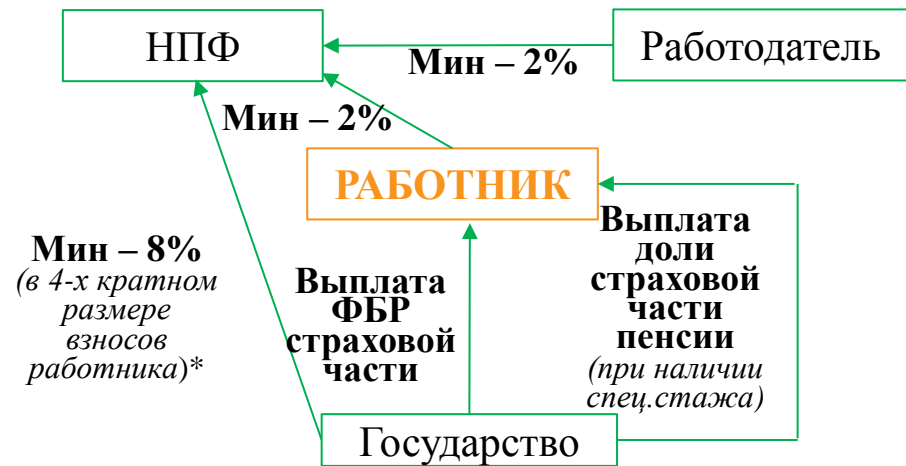 НПФ
Работодатель
Мин – 2%
Мин – 2%
РАБОТНИК
Мин – 8%
(в 4-х кратном
размере
взносов
работника)*
Выплата
ФБР
страховой
части
Выплата
доли
страховой
части
пенсии
(при наличии
спец.стажа)
Государство